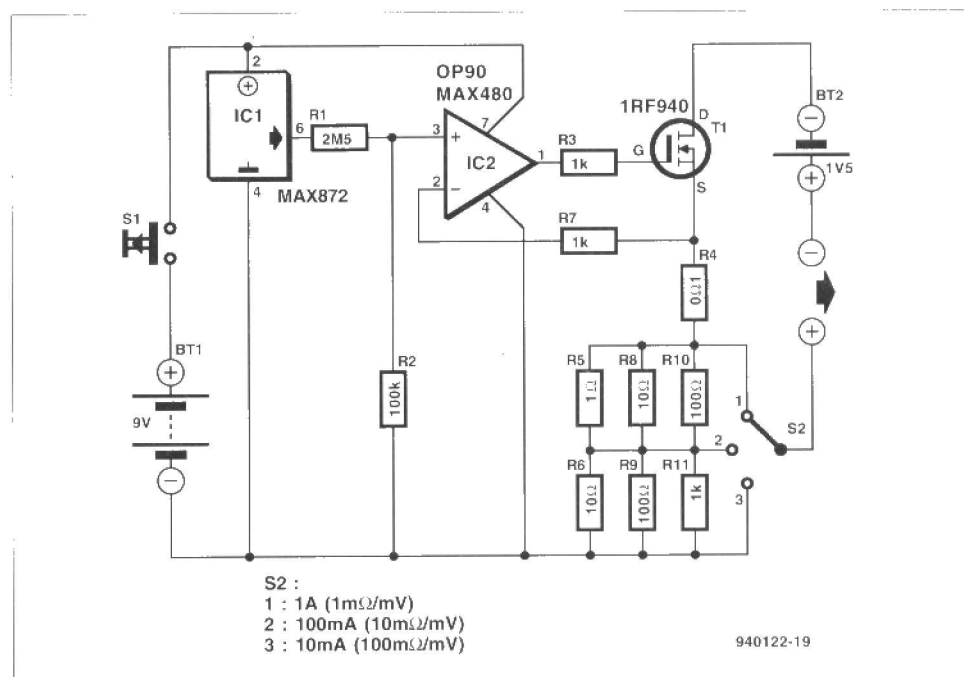 2
OP90
MAX480
1RF940
BT2
IC1
R1
6
2M5
3
+
7
IC2
1
R3
1k
G
D
T1
S
1V5
4
MAX872
2
4
R7
1k
S1
R4
0Ω1
BT1
9V
R2
100k
R5
R8
R10
1Ω
10Ω
100Ω
1
2
S2
R6
R9
R11
10Ω
100Ω
1k
3
S2 :
1 : 1A (1mΩ/mV)
2 : 100mA (10mΩ/mV)
3 : 10mA (100mΩ/mV)
940122-19